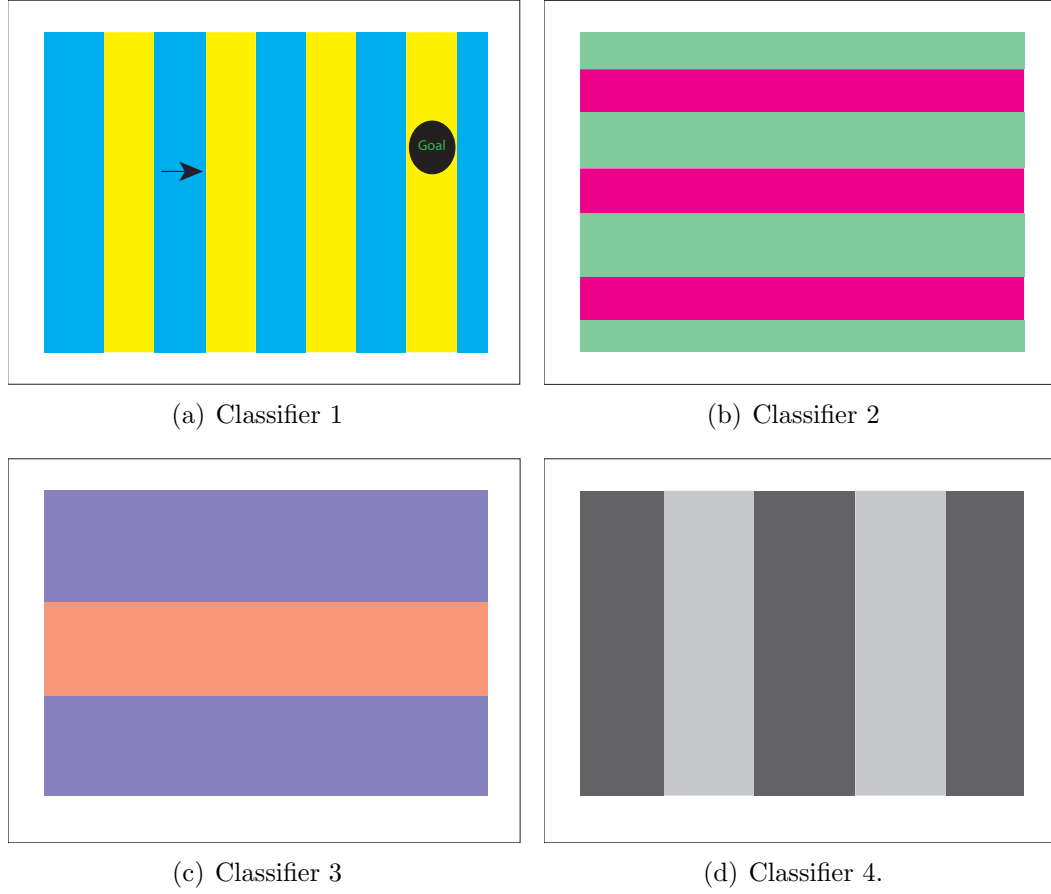 Goal
(a) Classifier 1
(b) Classifier 2
(c) Classifier 3
(d) Classifier 4.